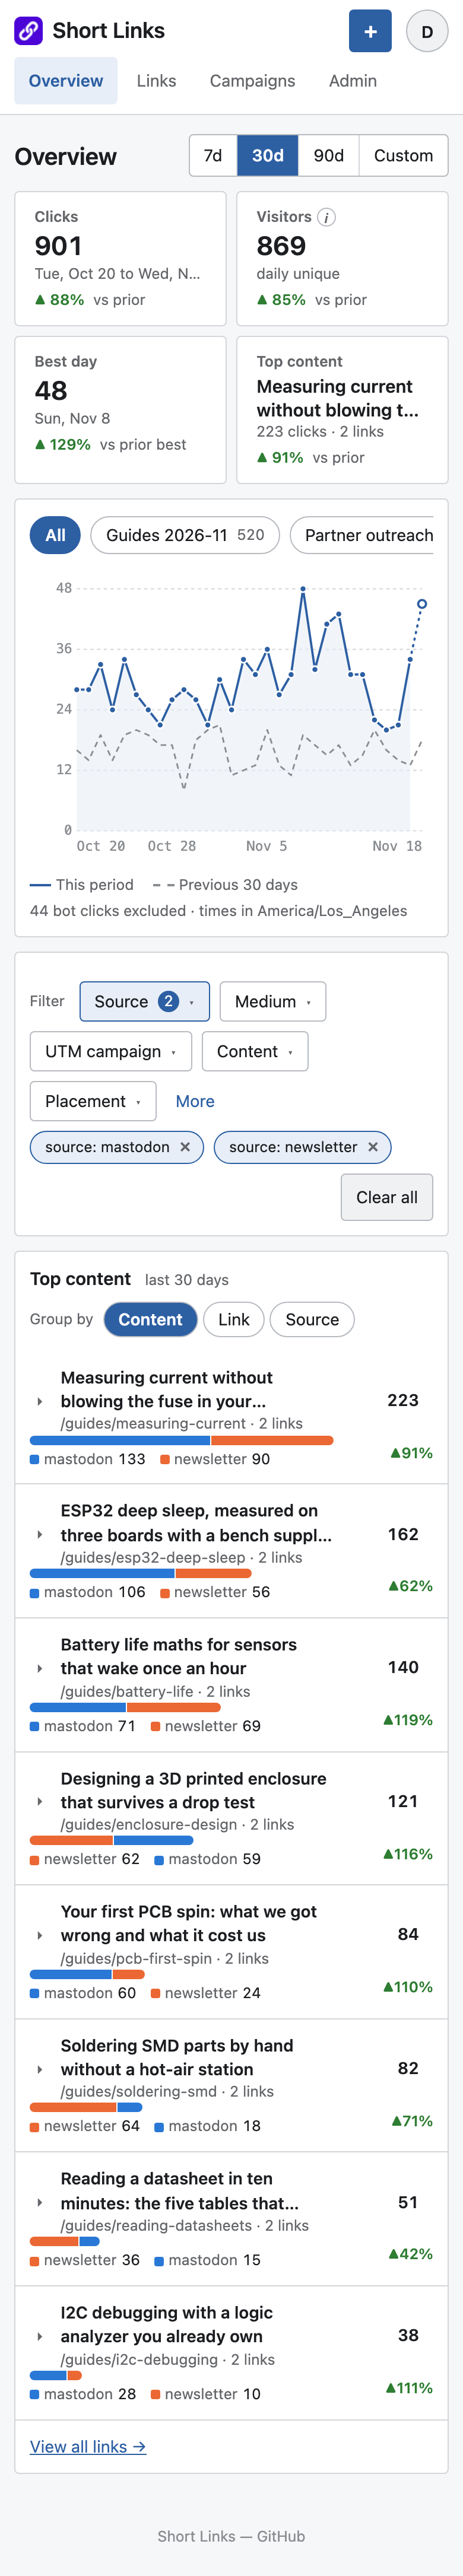 Short Links
+
D
Overview
Links
Campaigns
Admin
Overview
7d
30d
90d
Custom
Clicks
901
Tue, Oct 20 to Wed, N...
▲ 88% vs prior
Visitors i
869
daily unique
▲ 85% vs prior
Best day
48
Sun, Nov 8
▲ 129% vs prior best
Top content
Measuring current
without blowing t...
223 clicks · 2 links
▲ 91% vs prior
All
Guides 2026-11 520
Partner outreach
48
36
24
12
0
Oct 20
Oct 28
Nov 5
Nov 18
This period
Previous 30 days
44 bot clicks excluded · times in America/Los_Angeles
Filter
Source 2
Medium
UTM campaign
Content
Placement
More
source: mastodon ×
source: newsletter ×
Clear all
Top content last 30 days
Group by
Content
Link
Source
Measuring current without
blowing the fuse in your...
223
/guides/measuring-current · 2 links
mastodon 133 newsletter 90
▲91%
ESP32 deep sleep, measured on
three boards with a bench suppl...
162
/guides/esp32-deep-sleep · 2 links
mastodon 106 newsletter 56
▲62%
Battery life maths for sensors
that wake once an hour
140
/guides/battery-life · 2 links
mastodon 71 newsletter 69
▲119%
Designing a 3D printed enclosure
that survives a drop test
121
/guides/enclosure-design · 2 links
newsletter 62 mastodon 59
▲116%
Your first PCB spin: what we got
wrong and what it cost us
84
/guides/pcb-first-spin · 2 links
mastodon 60 newsletter 24
▲110%
Soldering SMD parts by hand
without a hot-air station
82
/guides/soldering-smd · 2 links
newsletter 64 mastodon 18
▲71%
Reading a datasheet in ten
minutes: the five tables that...
51
/guides/reading-datasheets · 2 links
newsletter 36 mastodon 15
▲42%
I2C debugging with a logic
analyzer you already own
38
/guides/i2c-debugging · 2 links
mastodon 28 newsletter 10
▲111%
View all links →
Short Links — GitHub